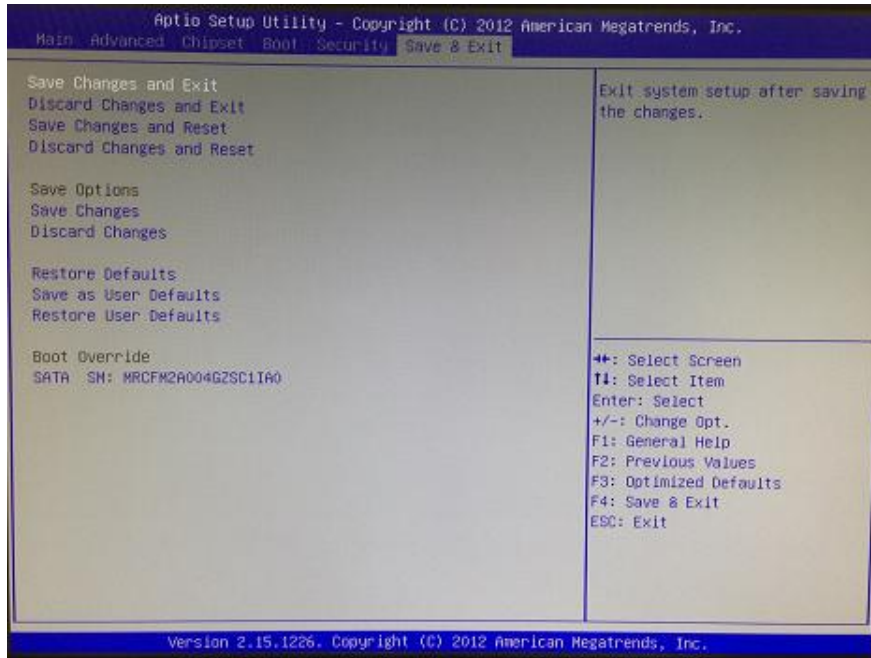 Aptio Setup Utility - Copyright (C) 2012 American Megatrends, Inc.
Main Advanced Chipset Boot Security Save & Exit
Save Changes and Exit
Discard Changes and Exit
Save Changes and Reset
Discard Changes and Reset
Save Options
Save Changes
Discard Changes
Restore Defaults
Save as User Defaults
Restore User Defaults
Boot Override
SATA SM: MRCFM2A004GZSC1IA0
Exit system setup after saving
the changes.
→←: Select Screen
↑↓: Select Item
Enter: Select
+/-: Change Opt.
F1: General Help
F2: Previous Values
F3: Optimized Defaults
F4: Save & Exit
ESC: Exit
Version 2.15.1226. Copyright (C) 2012 American Megatrends, Inc.